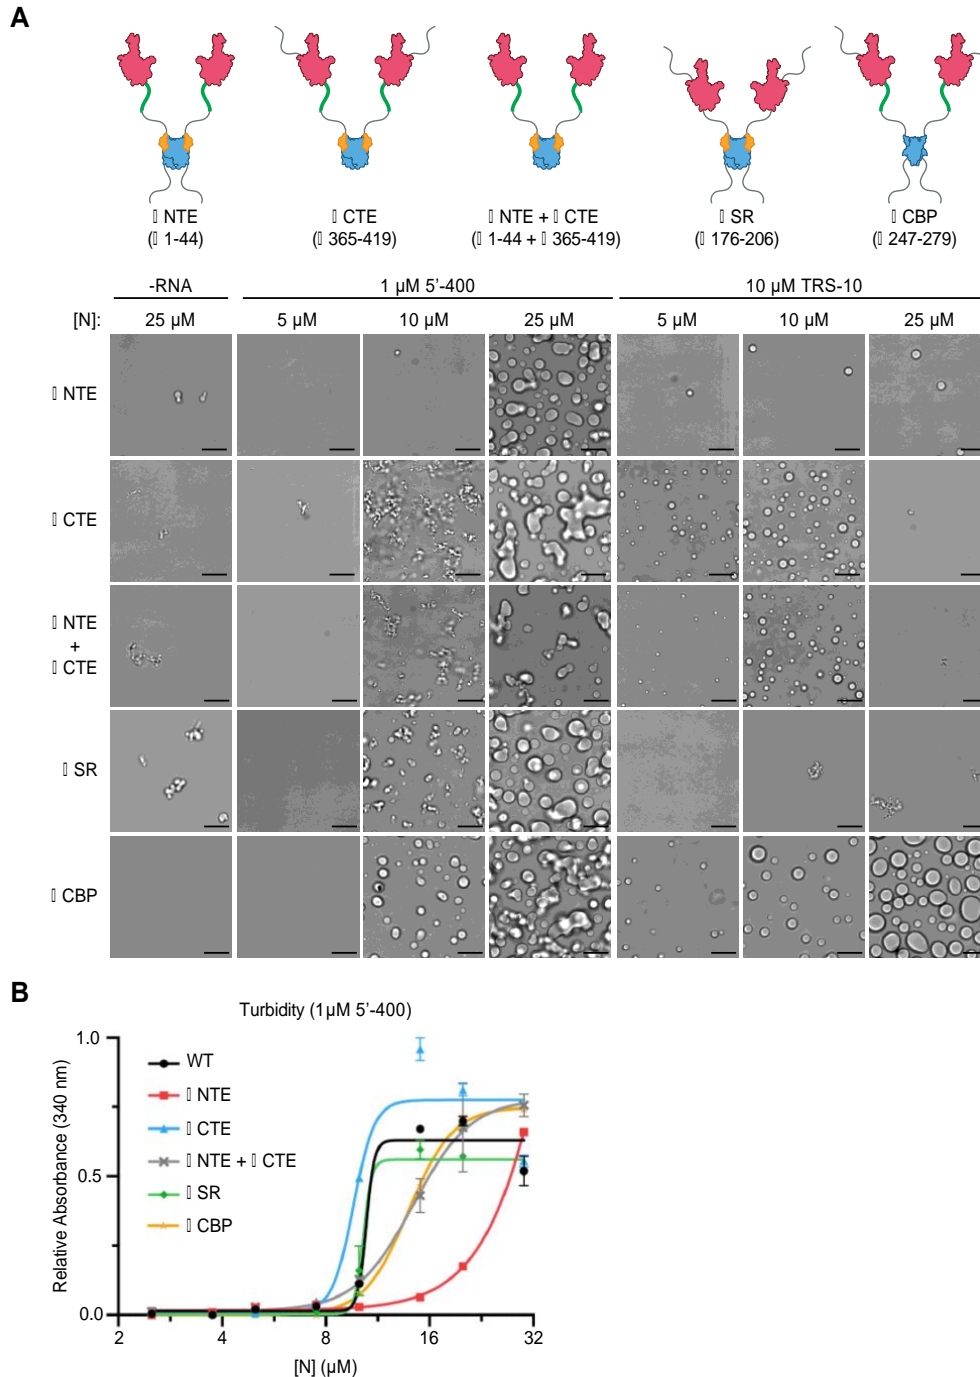 A
▯ NTE
(▯ 1-44)
▯ CTE
(▯ 365-419)
▯ NTE + ▯ CTE
(▯ 1-44 + ▯ 365-419)
▯ SR
(▯ 176-206)
▯ CBP
(▯ 247-279)
-RNA
1 µM 5'-400
10 µM TRS-10
[N]:
25 µM
5 µM
10 µM
25 µM
5 µM
10 µM
25 µM
▯ NTE
▯ CTE
▯ NTE
+
▯ CTE
▯ SR
▯ CBP
B
Turbidity (1µM 5'-400)
Relative Absorbance (340 nm)
1.0
0.5
0.0
WT
▯ NTE
▯ CTE
▯ NTE + ▯ CTE
▯ SR
▯ CBP
2
4
8
16
32
[N] (µM)